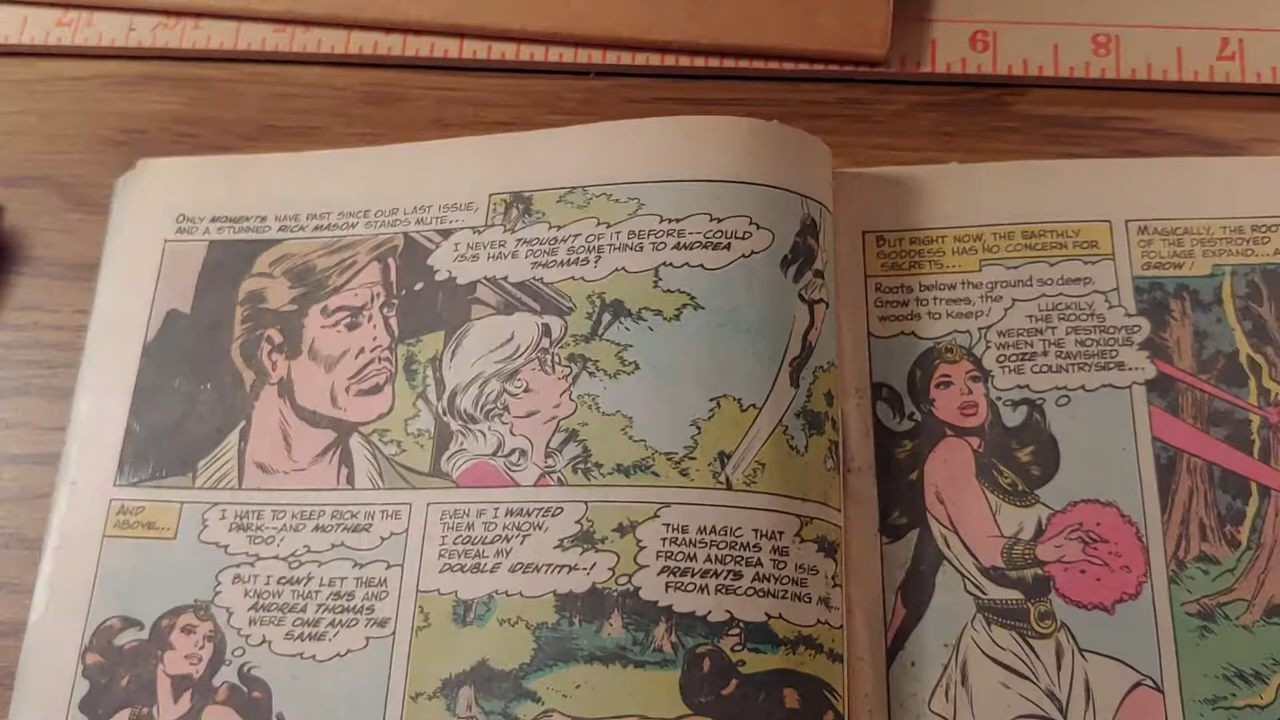 9
8
7
ONLY MOMENTS HAVE PAST SINCE OUR LAST ISSUE,
AND A STUNNED RICK MASON STANDS MUTE...
I NEVER THOUGHT OF IT BEFORE--COULD
ISIS HAVE DONE SOMETHING TO ANDREA
THOMAS?
AND
ABOVE...
I HATE TO KEEP RICK IN THE
DARK--AND MOTHER
TOO!
BUT I CAN'T LET THEM
KNOW THAT ISIS AND
ANDREA THOMAS
WERE ONE AND THE
SAME!
EVEN IF I WANTED
THEM TO KNOW,
I COULDN'T
REVEAL MY
DOUBLE IDENTITY--!
THE MAGIC THAT
TRANSFORMS ME
FROM ANDREA TO ISIS
PREVENTS ANYONE
FROM RECOGNIZING ME...
BUT RIGHT NOW, THE EARTHLY
GODDESS HAS NO CONCERN FOR
SECRETS...
Roots below the ground so deep,
Grow to trees, the
woods to keep!
LUCKILY,
THE ROOTS
WEREN'T DESTROYED
WHEN THE NOXIOUS
OOZE* RAVISHED
THE COUNTRYSIDE...
MAGICALLY, THE ROO
OF THE DESTROYED
FOLIAGE EXPAND...A
GROW!